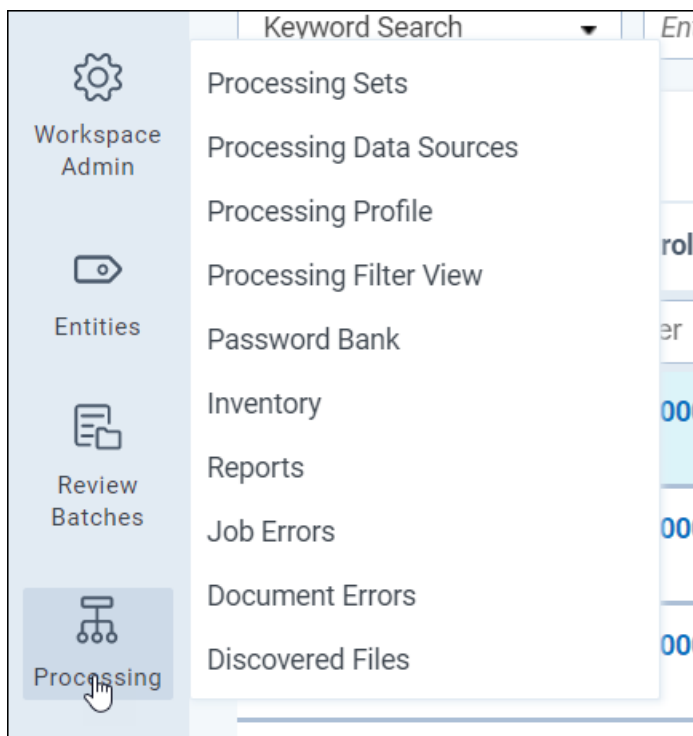 Keyword Search
Workspace
Admin
Entities
Review
Batches
Processing
Processing Sets
Processing Data Sources
Processing Profile
Processing Filter View
Password Bank
Inventory
Reports
Job Errors
Document Errors
Discovered Files